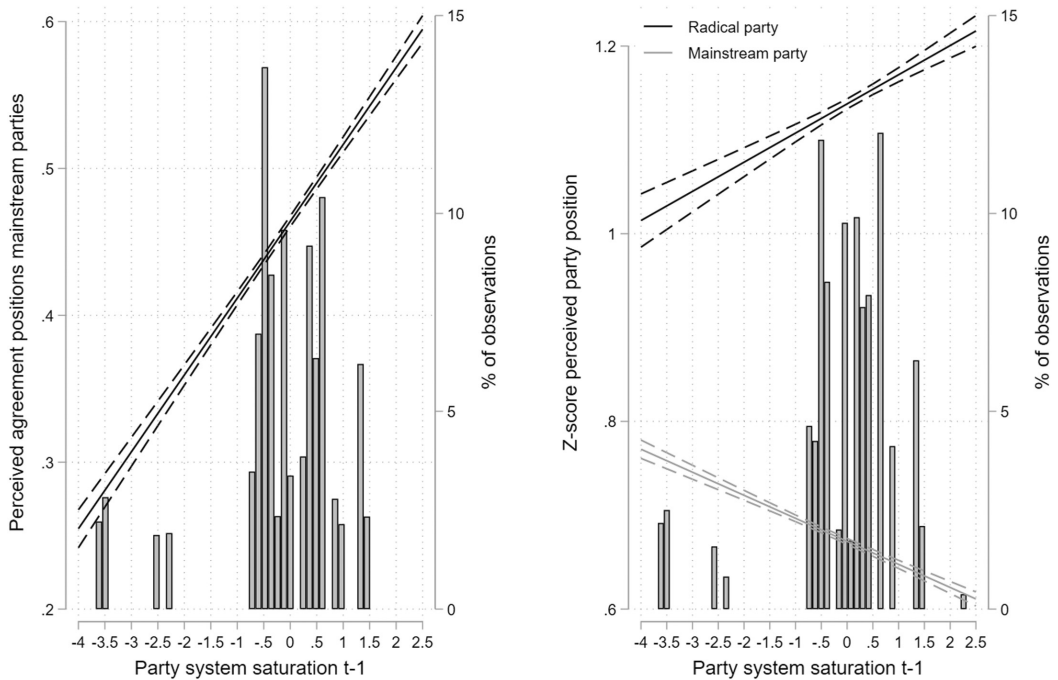 Perceived agreement positions mainstream parties
.6
.5
.4
.3
.2
15
10
5
0
% of observations
-4 -3.5 -3 -2.5 -2 -1.5 -1 -.5 0 .5 1 1.5 2 2.5
Party system saturation t-1
Z-score perceived party position
1.2
1
.8
.6
Radical party
Mainstream party
15
10
5
0
% of observations
-4 -3.5 -3 -2.5 -2 -1.5 -1 -.5 0 .5 1 1.5 2 2.5
Party system saturation t-1